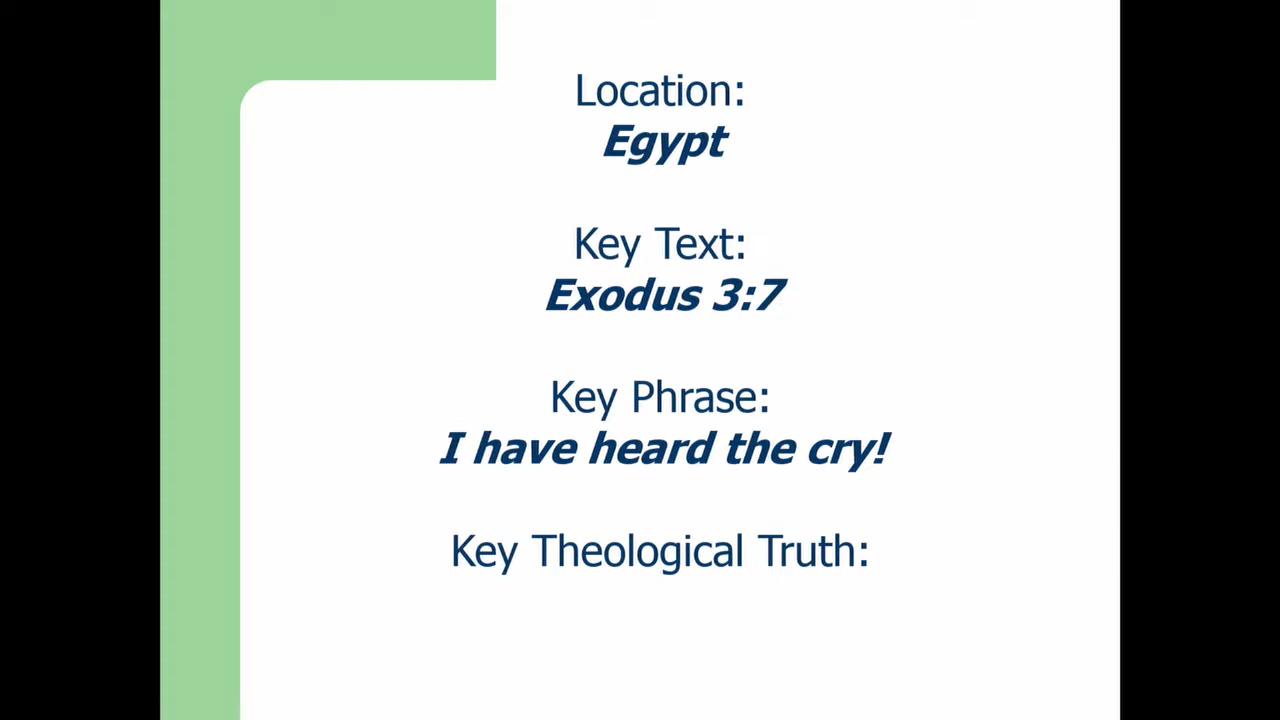 Location:
Egypt
Key Text:
Exodus 3:7
Key Phrase:
I have heard the cry!
Key Theological Truth: